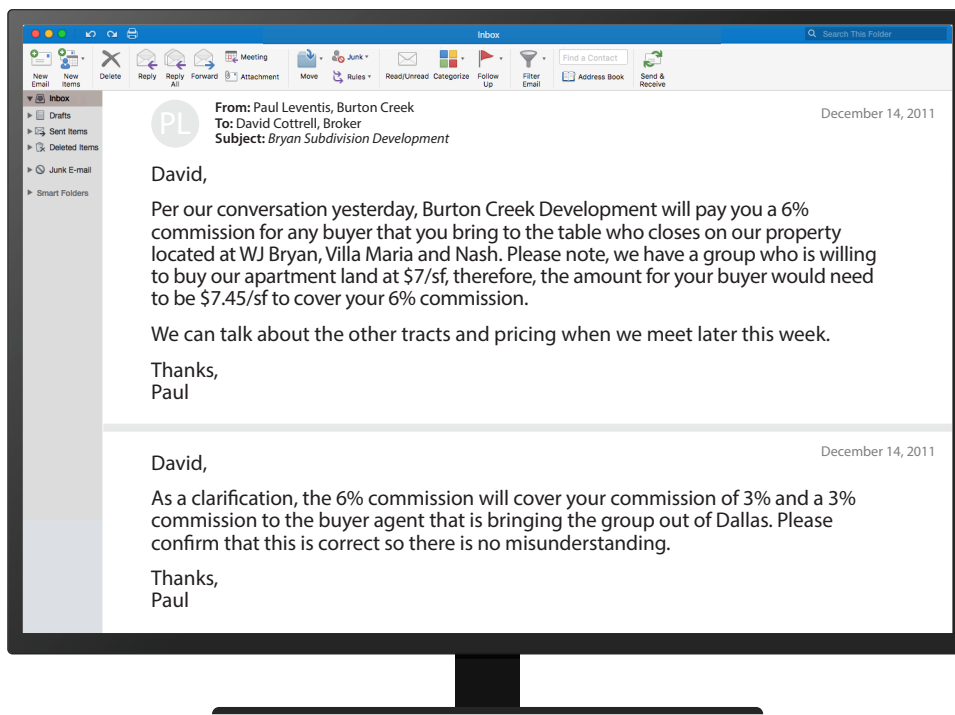 Inbox
Search This Folder
New Email
New Items
Delete
Reply
Reply All
Forward
Meeting
Attachment
Move
Junk
Rules
Read/Unread
Categorize
Follow Up
Filter Email
Find a Contact
Address Book
Send & Receive
Inbox
Drafts
Sent Items
Deleted Items
Junk E-mail
Smart Folders
PL
From: Paul Leventis, Burton Creek
To: David Cottrell, Broker
Subject: Bryan Subdivision Development
December 14, 2011
David,
Per our conversation yesterday, Burton Creek Development will pay you a 6%
commission for any buyer that you bring to the table who closes on our property
located at WJ Bryan, Villa Maria and Nash. Please note, we have a group who is willing
to buy our apartment land at $7/sf, therefore, the amount for your buyer would need
to be $7.45/sf to cover your 6% commission.
We can talk about the other tracts and pricing when we meet later this week.
Thanks,
Paul
December 14, 2011
David,
As a clarification, the 6% commission will cover your commission of 3% and a 3%
commission to the buyer agent that is bringing the group out of Dallas. Please
confirm that this is correct so there is no misunderstanding.
Thanks,
Paul